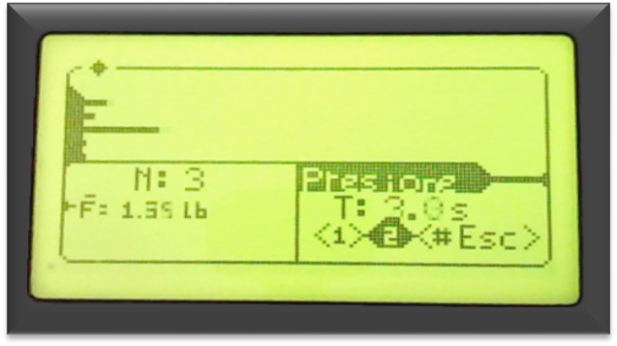 N: 3
F̄= 1.59 lb
Presione
T: 3.0s
<1> 2 <#Esc>